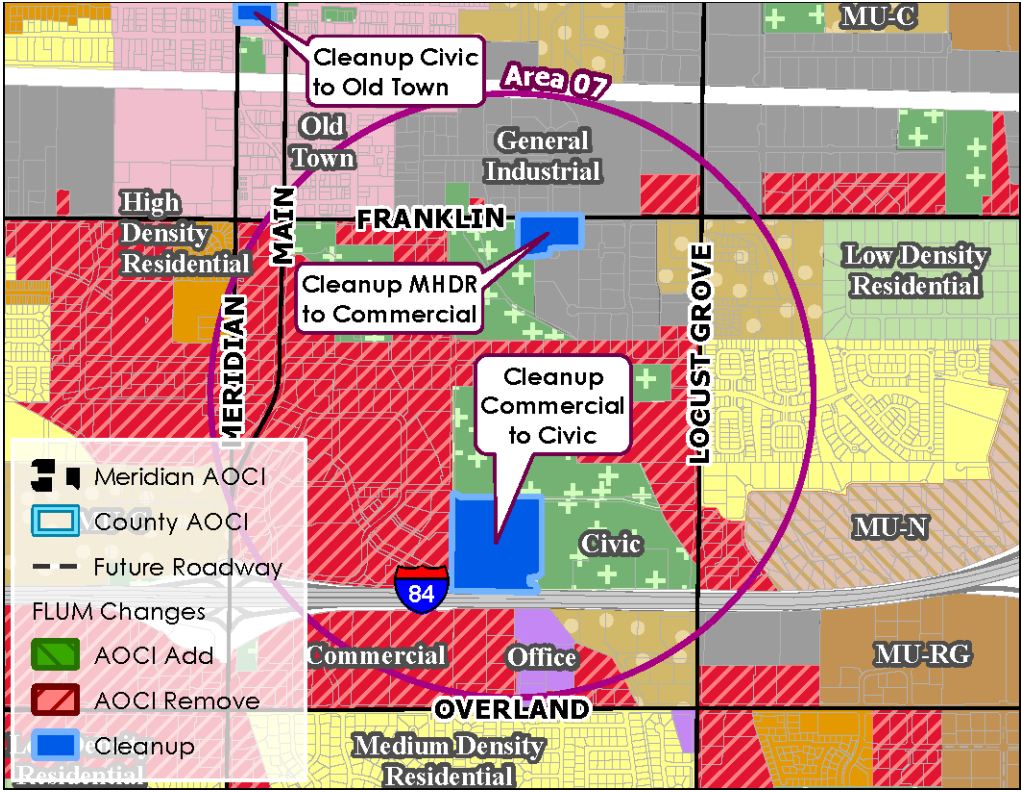 MU-C
Cleanup Civic
to Old Town
Area 07
Old
Town
General
Industrial
High
Density
Residential
MAIN
FRANKLIN
Cleanup MHDR
to Commercial
LOCUST GROVE
Low Density
Residential
MERIDIAN
Cleanup
Commercial
to Civic
Meridian AOCI
County AOCI
Future Roadway
FLUM Changes
AOCI Add
AOCI Remove
Cleanup
Civic
MU-N
84
Commercial
Office
MU-RG
OVERLAND
Medium Density
Residential
Residential